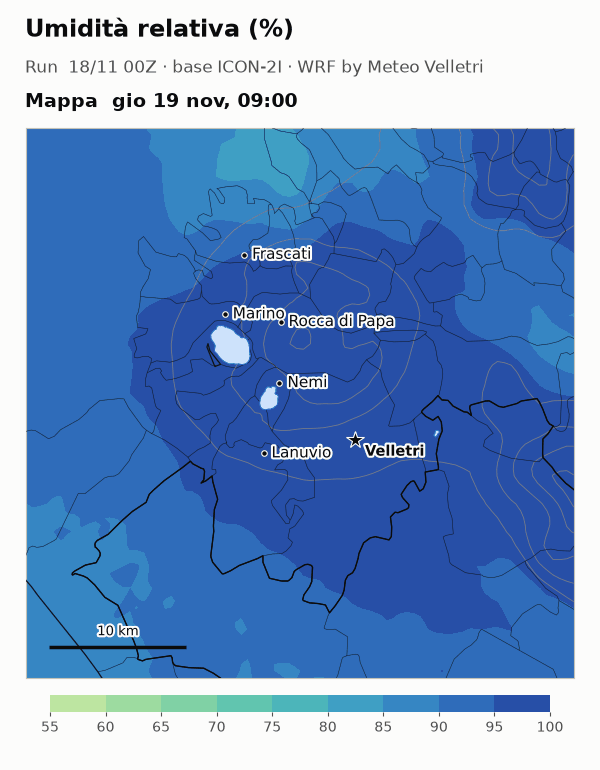 Umidità relativa (%)
Run  18/11 00Z · base ICON-2I · WRF by Meteo Velletri
Mappa  gio 19 nov, 09:00
Frascati
Marino
Rocca di Papa
Nemi
Velletri
Lanuvio
10 km
55 60 65 70 75 80 85 90 95 100